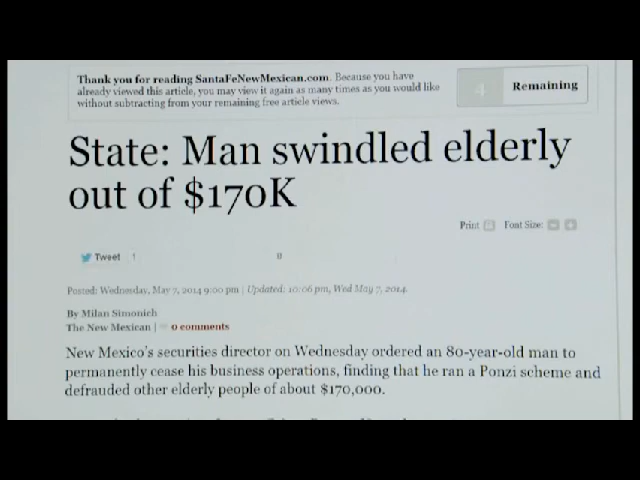 Thank you for reading SantaFeNewMexican.com. Because you have
already viewed this article, you may view it again as many times as you would like
without subtracting from your remaining free article views.
4 Remaining
State: Man swindled elderly
out of $170K
Print Font Size:
Tweet 1 0
Posted: Wednesday, May 7, 2014 9:00 pm | Updated: 10:06 pm, Wed May 7, 2014.
By Milan Simonich
The New Mexican | 0 comments
New Mexico's securities director on Wednesday ordered an 80-year-old man to
permanently cease his business operations, finding that he ran a Ponzi scheme and
defrauded other elderly people of about $170,000.